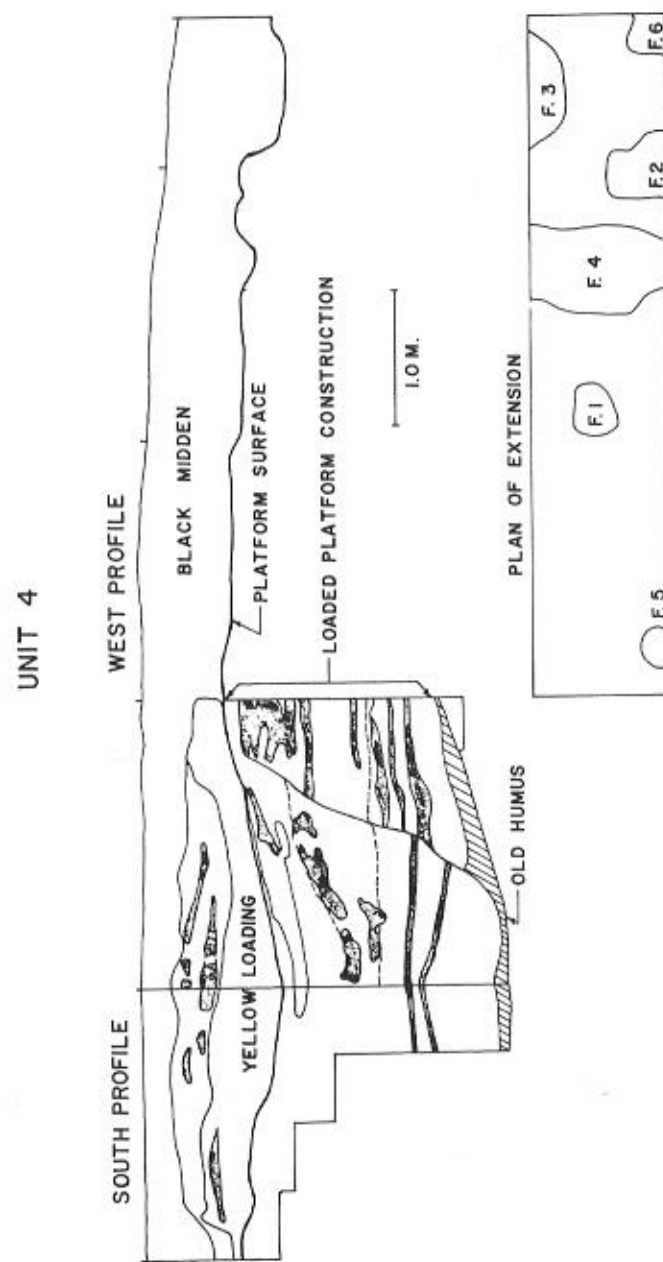 UNIT 4
SOUTH PROFILE
WEST PROFILE
YELLOW LOADING
BLACK MIDDEN
PLATFORM SURFACE
LOADED PLATFORM CONSTRUCTION
OLD HUMUS
1.0 M.
PLAN OF EXTENSION
F. 5
F. 1
F. 4
F. 2
F. 3
F. 6